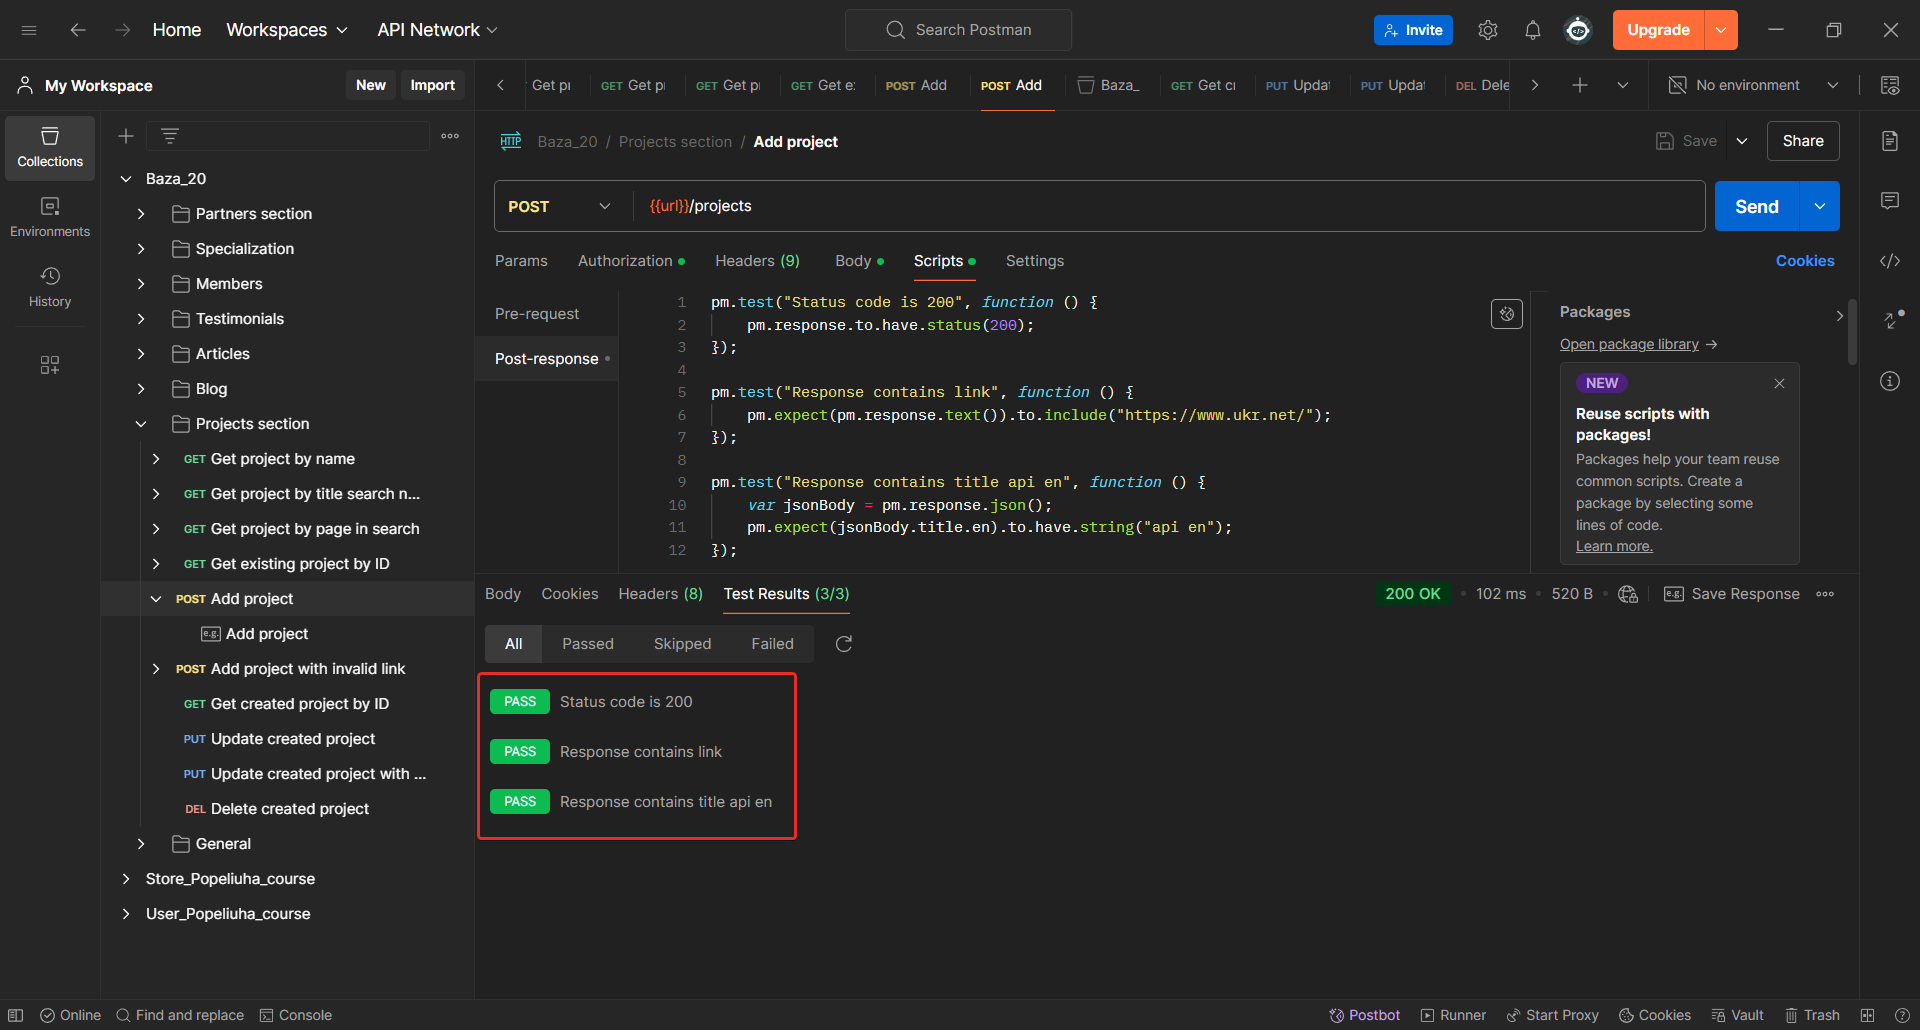 Home
Workspaces
API Network
Search Postman
Invite
Upgrade
My Workspace
New
Import
Get pr
GET Get p
GET Get p
GET Get e
POST Add
POST Add
Baza_
GET Get c
PUT Upda
PUT Upda
DEL Dele
No environment
Collections
Environments
History
Baza_20
Partners section
Specialization
Members
Testimonials
Articles
Blog
Projects section
GET Get project by name
GET Get project by title search n...
GET Get project by page in search
GET Get existing project by ID
POST Add project
e.g. Add project
POST Add project with invalid link
GET Get created project by ID
PUT Update created project
PUT Update created project with ...
DEL Delete created project
General
Store_Popeliuha_course
User_Popeliuha_course
HTTP Baza_20 / Projects section / Add project
Save
Share
POST
{{url}}/projects
Send
Params
Authorization
Headers (9)
Body
Scripts
Settings
Cookies
Pre-request
Post-response
1 pm.test("Status code is 200", function () {
2 pm.response.to.have.status(200);
3 });
4
5 pm.test("Response contains link", function () {
6 pm.expect(pm.response.text()).to.include("https://www.ukr.net/");
7 });
8
9 pm.test("Response contains title api en", function () {
10 var jsonBody = pm.response.json();
11 pm.expect(jsonBody.title.en).to.have.string("api en");
12 });
Packages
Open package library →
NEW
Reuse scripts with
packages!
Packages help your team reuse
common scripts. Create a
package by selecting some
lines of code.
Learn more.
Body
Cookies
Headers (8)
Test Results (3/3)
200 OK
102 ms
520 B
e.g. Save Response
All
Passed
Skipped
Failed
PASS Status code is 200
PASS Response contains link
PASS Response contains title api en
Online
Find and replace
Console
Postbot
Runner
Start Proxy
Cookies
Vault
Trash